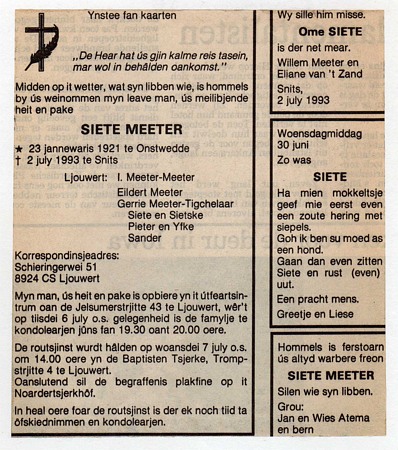 Ynstee fan kaarten
„De Hear hat ús gjin kalme reis tasein,
mar wol in behâlden oankomst.”
Midden op it wetter, wat syn libben wie, is hommels
by ús weinommen myn leave man, ús meilibjende
heit en pake
SIETE MEETER
★ 23 jannewaris 1921 te Onstwedde
† 2 july 1993 te Snits
Ljouwert: I. Meeter-Meeter
Eildert Meeter
Gerrie Meeter-Tigchelaar
Siete en Sietske
Pieter en Yfke
Sander
Korrespondinsjeadres:
Schieringerwei 51
8924 CS Ljouwert
Myn man, ús heit en pake is opbiere yn it útfeartsin-
trum oan de Jelsumerstrjitte 43 te Ljouwert, wêr't
op tiisdei 6 july o.s. gelegenheid is de famylje te
kondolearjen jûns fan 19.30 oant 20.00 oere.
De routsjinst wurdt hâlden op woansdei 7 july o.s.
om 14.00 oere yn de Baptisten Tsjerke, Tromp-
strjitte 4 te Ljouwert.
Oanslutend sil de begraffenis plakfine op it
Noardertsjerkhôf.
In heal oere foar de routsjinst is der ek noch tiid ta
ôfskiednimmen en kondolearjen.
Wy sille him misse.
Ome SIETE
is der net mear.
Willem Meeter en
Eliane van 't Zand
Snits,
2 july 1993
Woensdagmiddag
30 juni
Zo was
SIETE
Ha mien mokkeltsje
geef mie eerst even
een zoute hering met
siepels.
Goh ik ben su moed as
een hond.
Gaan dan even zitten
Siete en rust (even)
uut.
Een pracht mens.
Greetje en Liese
Hommels is ferstoarn
ús altyd warbere freon
SIETE MEETER
Silen wie syn libben.
Grou:
Jan en Wies Atema
en bern